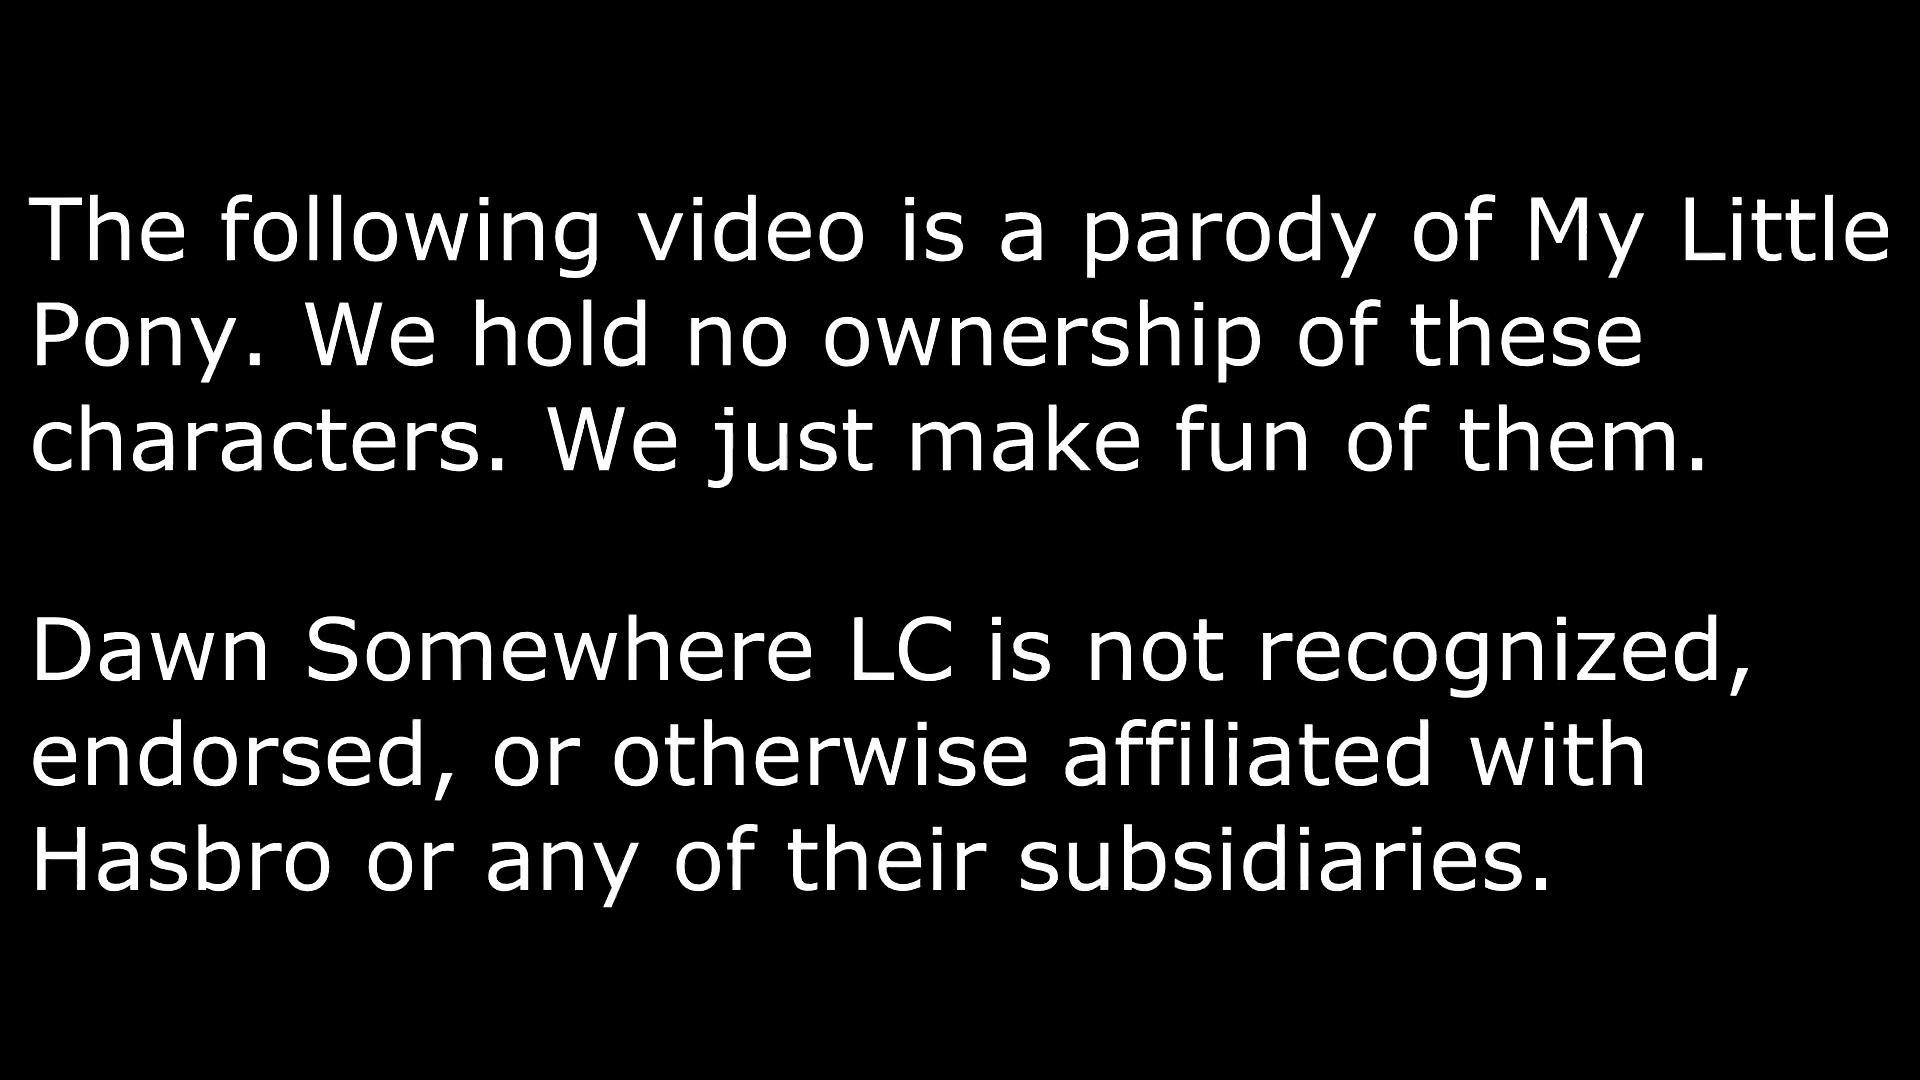 The following video is a parody of My Little
Pony. We hold no ownership of these
characters. We just make fun of them.
Dawn Somewhere LC is not recognized,
endorsed, or otherwise affiliated with
Hasbro or any of their subsidiaries.